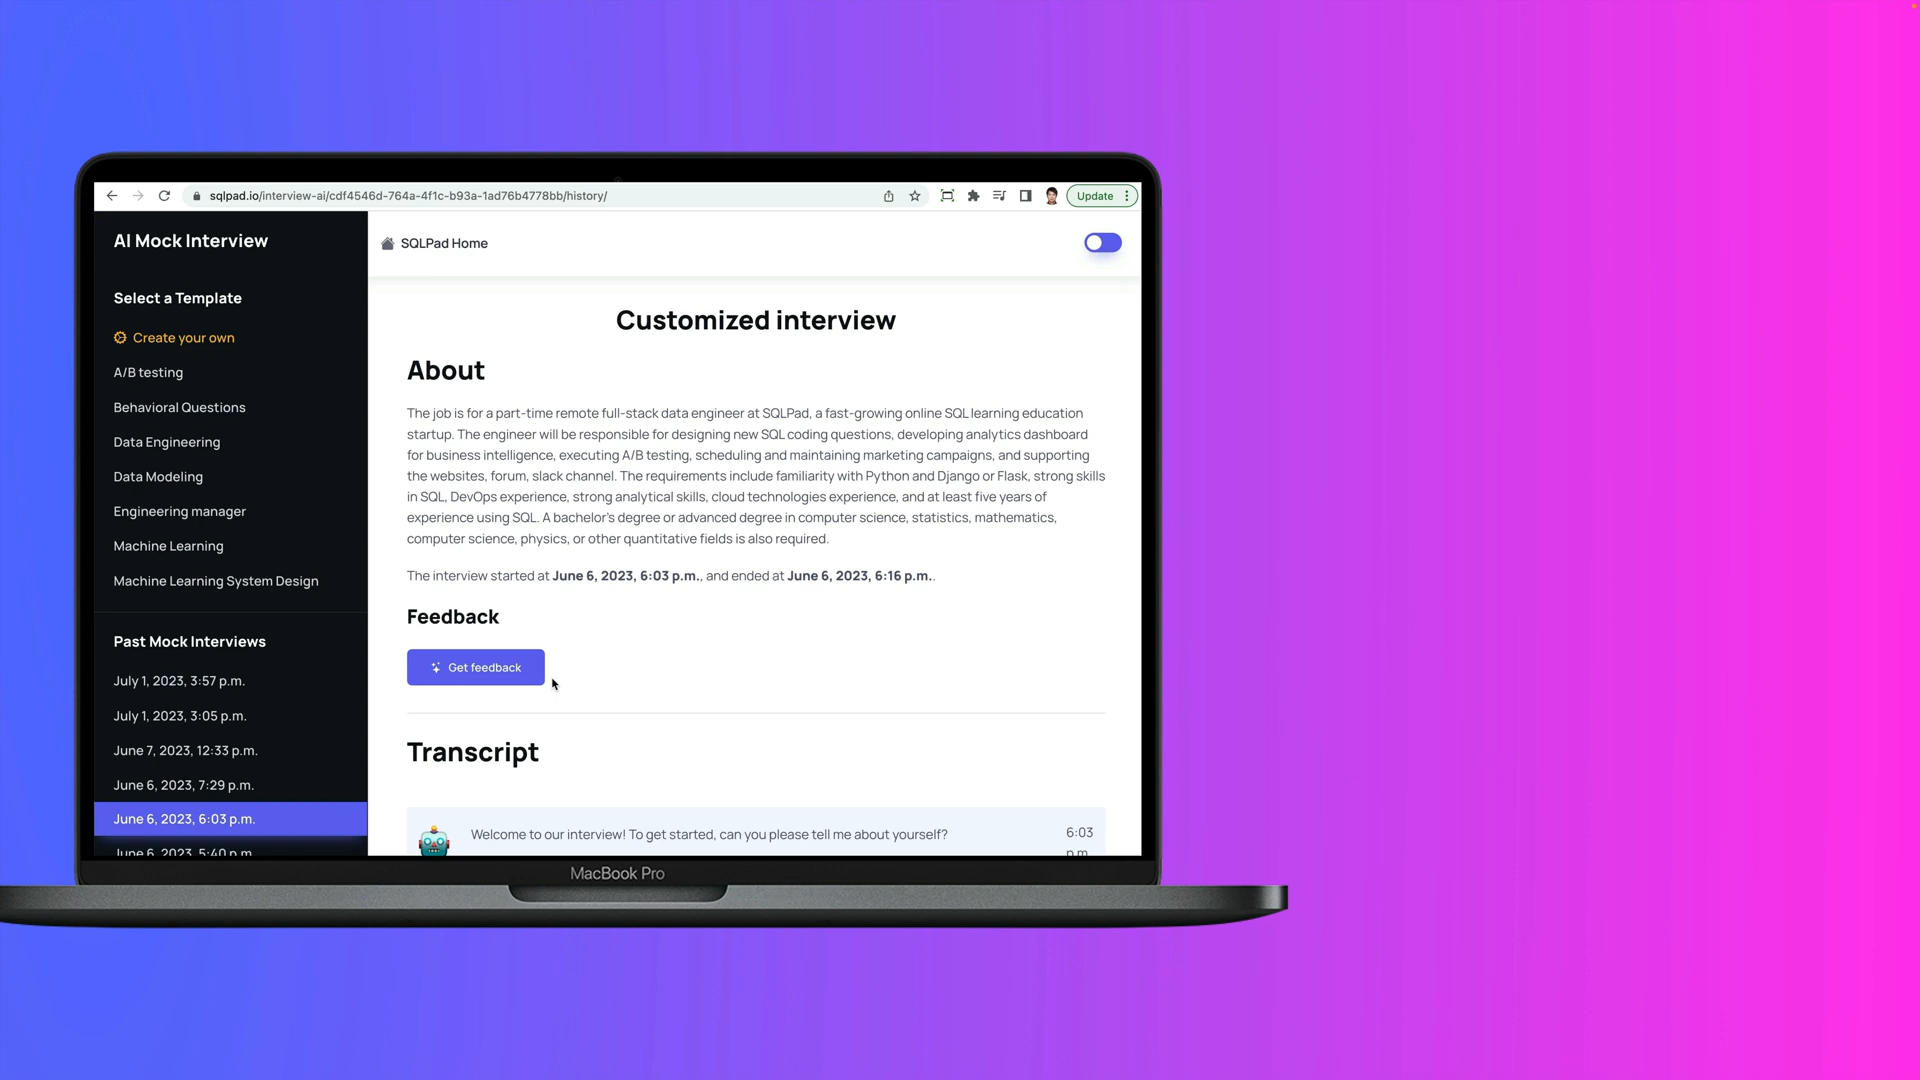 sqlpad.io/interview-ai/cdf4546d-764a-4f1c-b93a-1ad76b4778bb/history/
Update
AI Mock Interview
Select a Template
Create your own
A/B testing
Behavioral Questions
Data Engineering
Data Modeling
Engineering manager
Machine Learning
Machine Learning System Design
Past Mock Interviews
July 1, 2023, 3:57 p.m.
July 1, 2023, 3:05 p.m.
June 7, 2023, 12:33 p.m.
June 6, 2023, 7:29 p.m.
June 6, 2023, 6:03 p.m.
June 6, 2023, 5:40 p.m.
SQLPad Home
Customized interview
About
The job is for a part-time remote full-stack data engineer at SQLPad, a fast-growing online SQL learning education
startup. The engineer will be responsible for designing new SQL coding questions, developing analytics dashboard
for business intelligence, executing A/B testing, scheduling and maintaining marketing campaigns, and supporting
the websites, forum, slack channel. The requirements include familiarity with Python and Django or Flask, strong skills
in SQL, DevOps experience, strong analytical skills, cloud technologies experience, and at least five years of
experience using SQL. A bachelor's degree or advanced degree in computer science, statistics, mathematics,
computer science, physics, or other quantitative fields is also required.
The interview started at June 6, 2023, 6:03 p.m., and ended at June 6, 2023, 6:16 p.m..
Feedback
Get feedback
Transcript
Welcome to our interview! To get started, can you please tell me about yourself?
6:03
p.m.
MacBook Pro